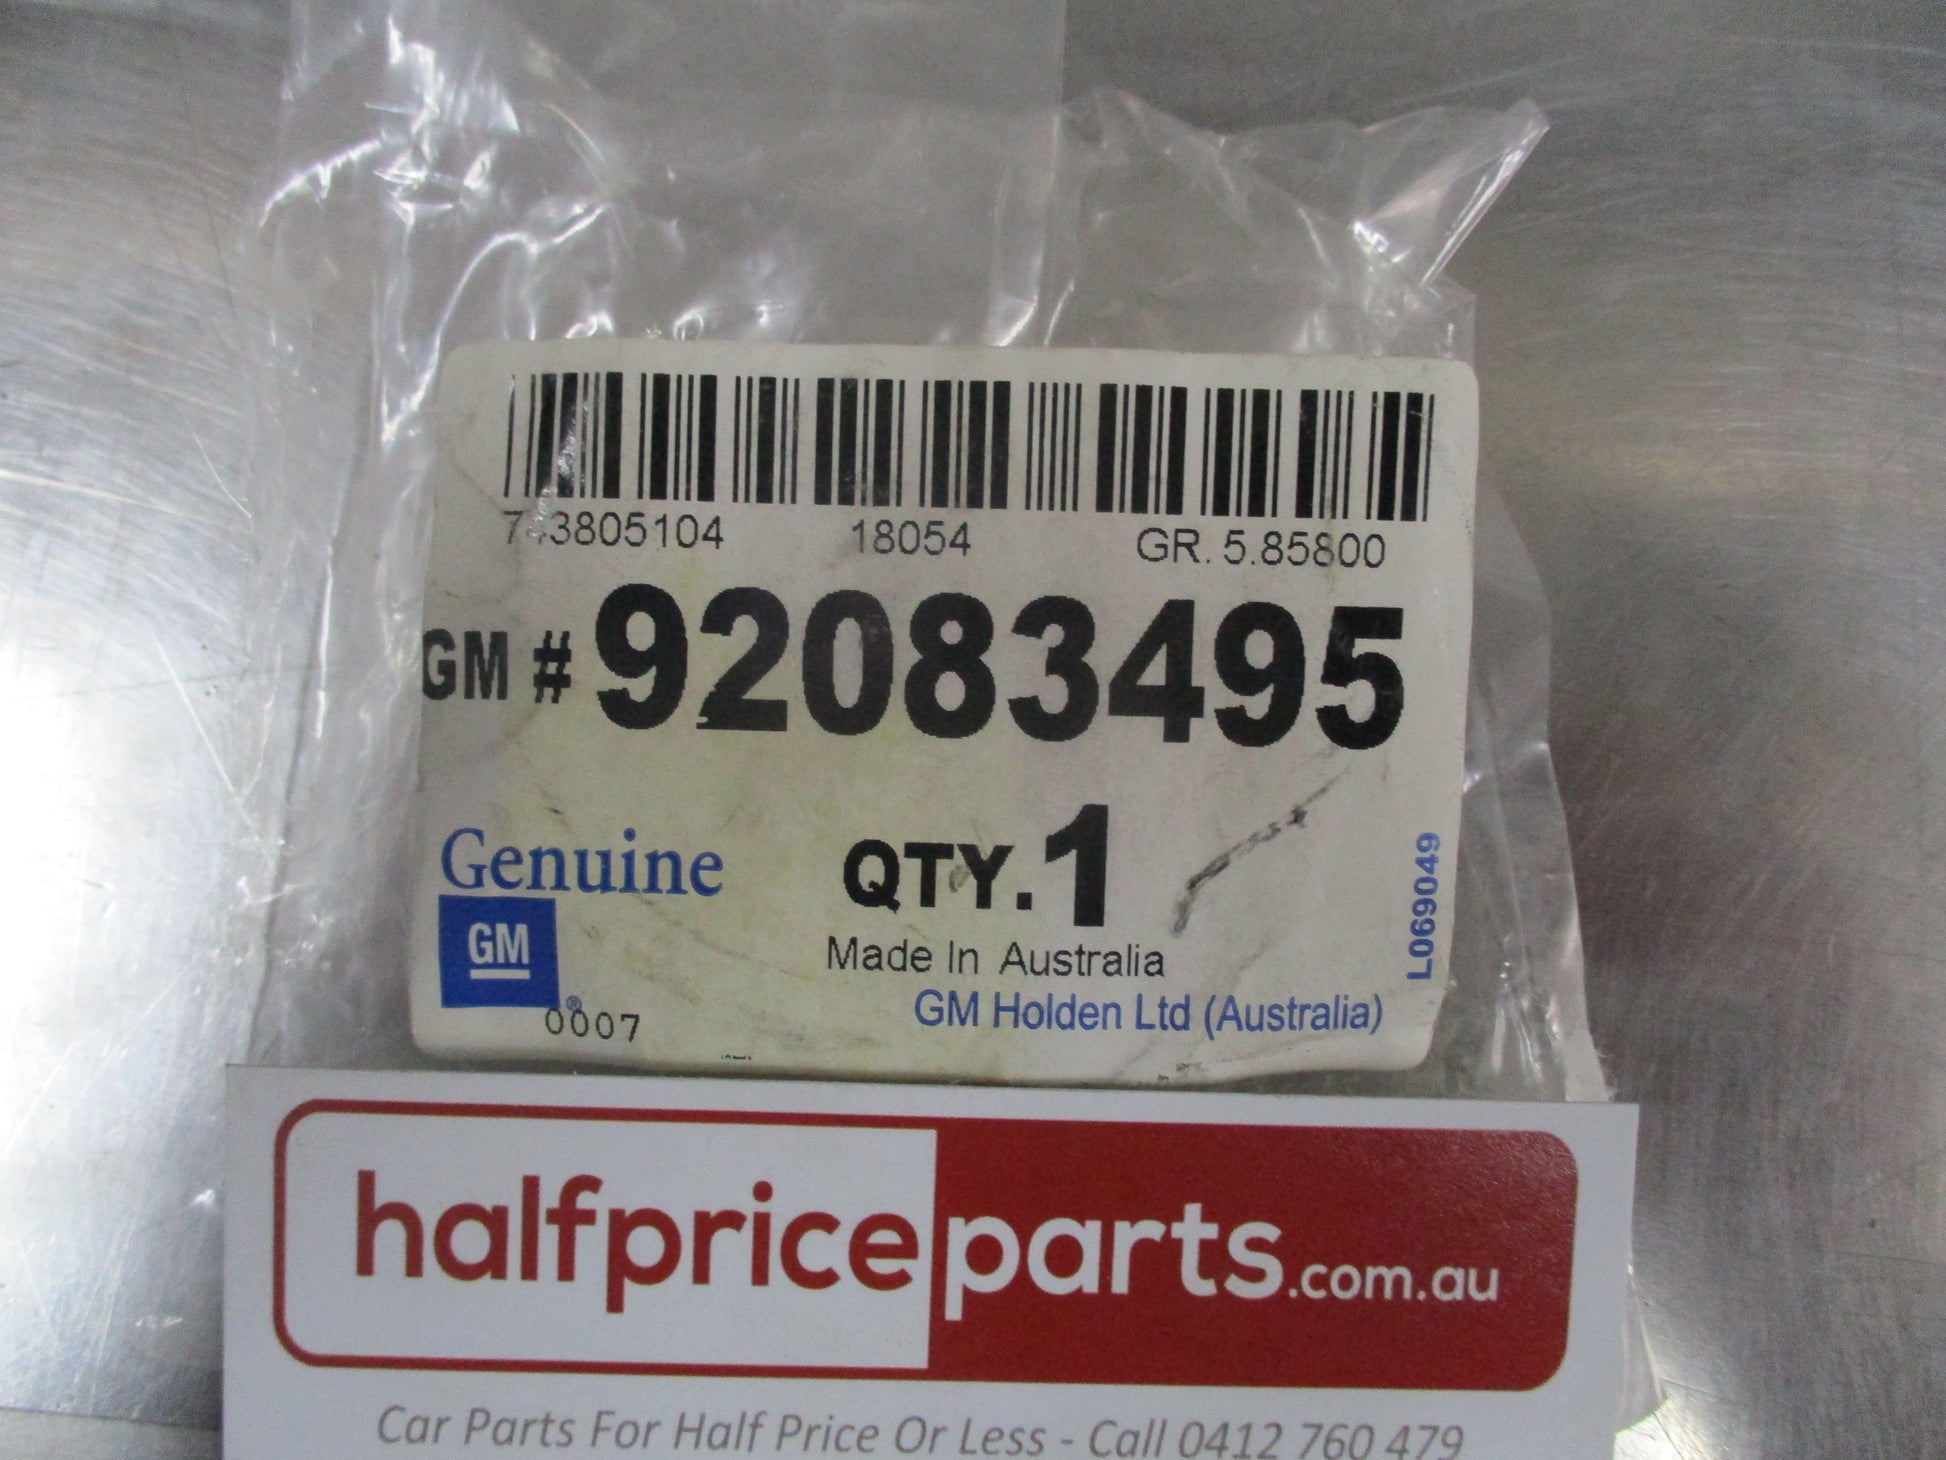 18054 GR. 5.85800
GM # 92083495
Genuine
QTY. 1
GM
Made In Australia
GM Holden Ltd (Australia)
®
0007
L069049
halfpriceparts.com.au
Car Parts For Half Price Or Less - Call 0412 760 479